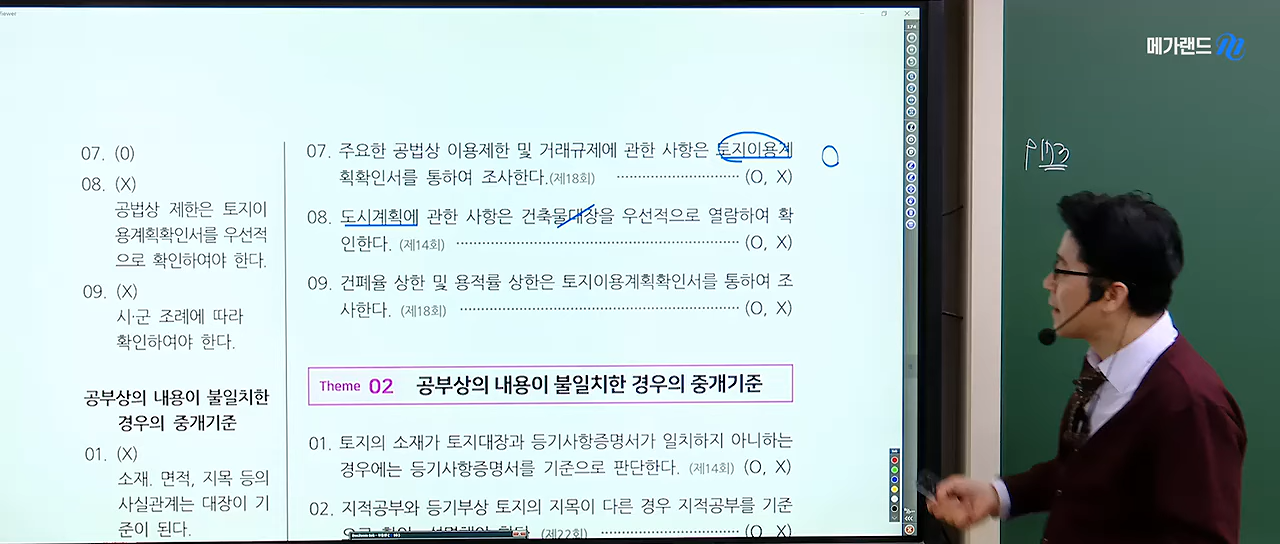 메가랜드
P193
07. (0)
08. (X)
공법상 제한은 토지이
용계획확인서를 우선적
으로 확인하여야 한다.
09. (X)
시·군 조례에 따라
확인하여야 한다.
공부상의 내용이 불일치한
경우의 중개기준
01. (X)
소재. 면적, 지목 등의
사실관계는 대장이 기
준이 된다.
07. 주요한 공법상 이용제한 및 거래규제에 관한 사항은 토지이용계
획확인서를 통하여 조사한다.(제18회) (O, X)
08. 도시계획에 관한 사항은 건축물대장을 우선적으로 열람하여 확
인한다. (제14회) (O, X)
09. 건폐율 상한 및 용적률 상한은 토지이용계획확인서를 통하여 조
사한다. (제18회) (O, X)
Theme 02 공부상의 내용이 불일치한 경우의 중개기준
01. 토지의 소재가 토지대장과 등기사항증명서가 일치하지 아니하는
경우에는 등기사항증명서를 기준으로 판단한다. (제14회) (O, X)
02. 지적공부와 등기부상 토지의 지목이 다른 경우 지적공부를 기준
(제22회) (O, X)